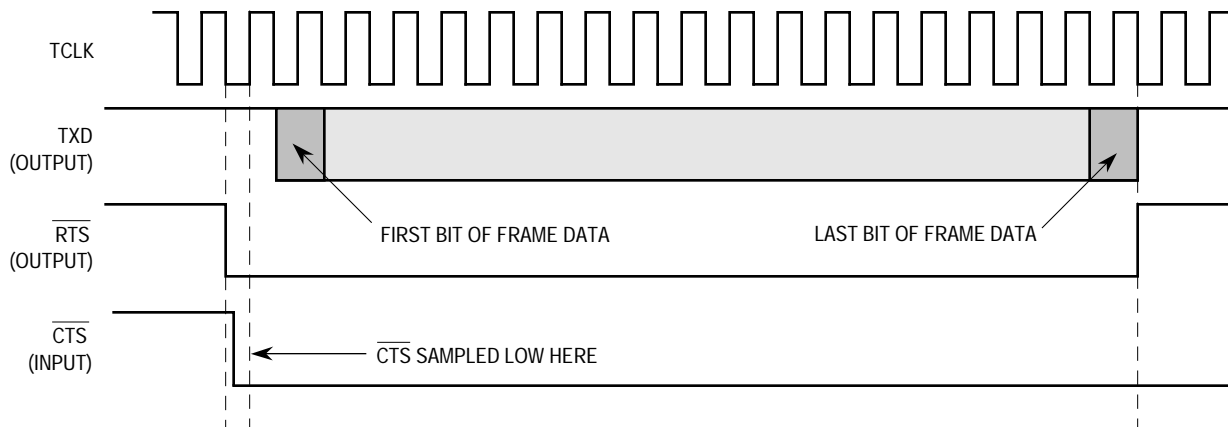 TCLK
TXD
(OUTPUT)
FIRST BIT OF FRAME DATA
LAST BIT OF FRAME DATA
RTS
(OUTPUT)
CTS
(INPUT)
CTS SAMPLED LOW HERE